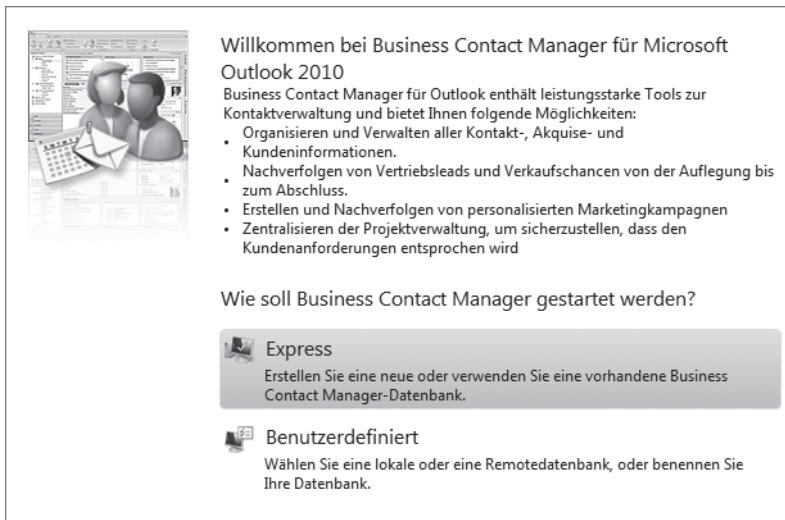 Willkommen bei Business Contact Manager für Microsoft
Outlook 2010
Business Contact Manager für Outlook enthält leistungsstarke Tools zur
Kontaktverwaltung und bietet Ihnen folgende Möglichkeiten:
• Organisieren und Verwalten aller Kontakt-, Akquise- und
Kundeninformationen.
• Nachverfolgen von Vertriebsleads und Verkaufschancen von der Auflegung bis
zum Abschluss.
• Erstellen und Nachverfolgen von personalisierten Marketingkampagnen
• Zentralisieren der Projektverwaltung, um sicherzustellen, dass den
Kundenanforderungen entsprochen wird
Wie soll Business Contact Manager gestartet werden?
Express
Erstellen Sie eine neue oder verwenden Sie eine vorhandene Business
Contact Manager-Datenbank.
Benutzerdefiniert
Wählen Sie eine lokale oder eine Remotedatenbank, oder benennen Sie
Ihre Datenbank.